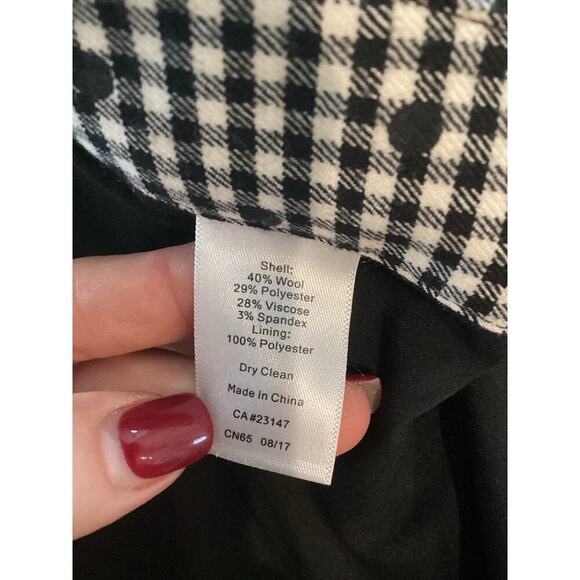 Shell:
40% Wool
29% Polyester
28% Viscose
3% Spandex
Lining:
100% Polyester
Dry Clean
Made In China
CA#23147
CN65 08/17